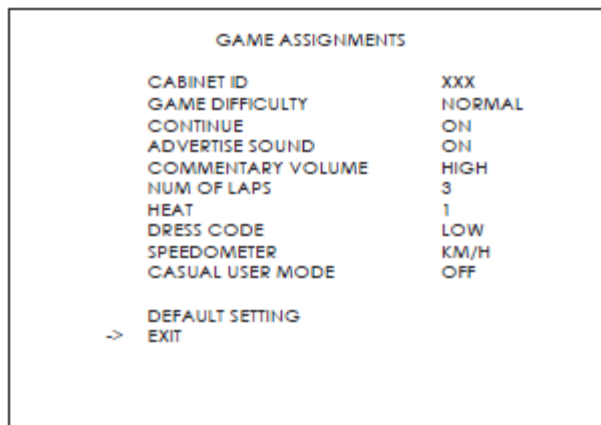 GAME ASSIGNMENTS
CABINET ID XXX
GAME DIFFICULTY NORMAL
CONTINUE ON
ADVERTISE SOUND ON
COMMENTARY VOLUME HIGH
NUM OF LAPS 3
HEAT 1
DRESS CODE LOW
SPEEDOMETER KM/H
CASUAL USER MODE OFF
DEFAULT SETTING
-> EXIT